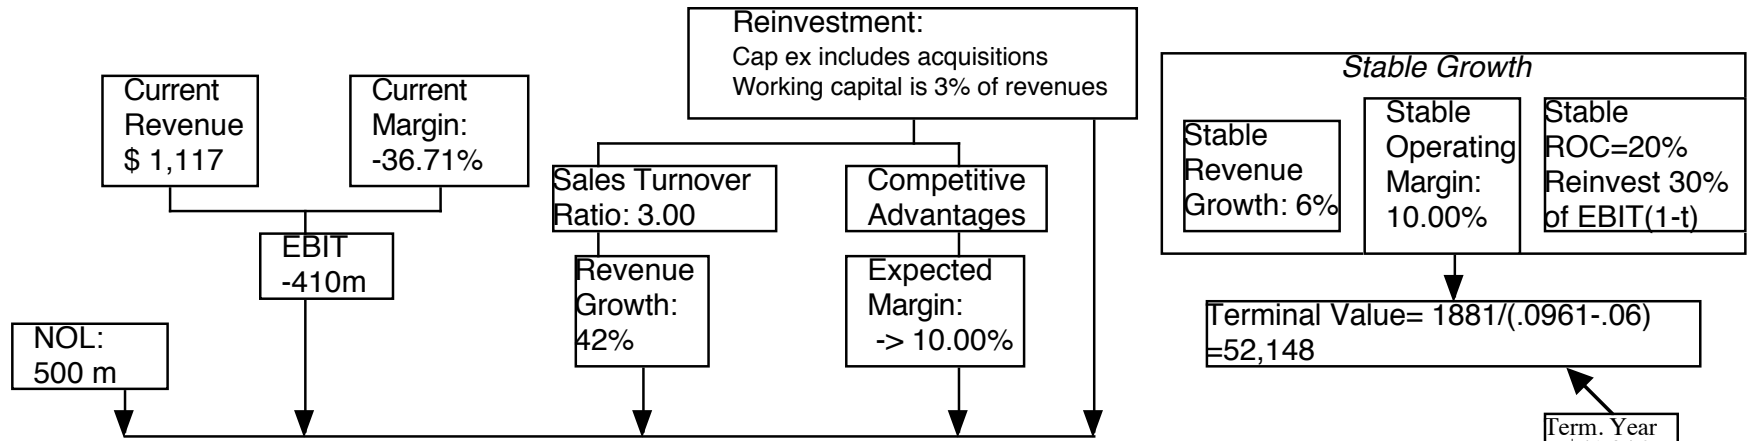 Reinvestment:
Cap ex includes acquisitions
Working capital is 3% of revenues
Current
Revenue
$ 1,117
Current
Margin:
-36.71%
EBIT
-410m
NOL:
500 m
Sales Turnover
Ratio: 3.00
Competitive
Advantages
Revenue
Growth:
42%
Expected
Margin:
-> 10.00%
Stable Growth
Stable
Revenue
Growth: 6%
Stable
Operating
Margin:
10.00%
Stable
ROC=20%
Reinvest 30%
of EBIT(1-t)
Terminal Value= 1881/(.0961-.06)
=52,148
Term. Year